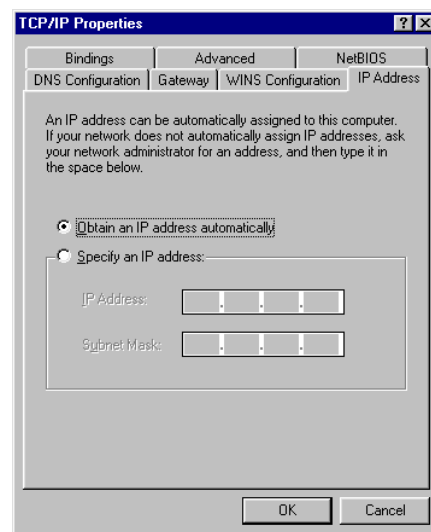 TCP/IP Properties
Bindings Advanced NetBIOS
DNS Configuration Gateway WINS Configuration IP Address
An IP address can be automatically assigned to this computer.
If your network does not automatically assign IP addresses, ask
your network administrator for an address, and then type it in
the space below.
Obtain an IP address automatically
Specify an IP address:
IP Address:
Subnet Mask:
OK Cancel